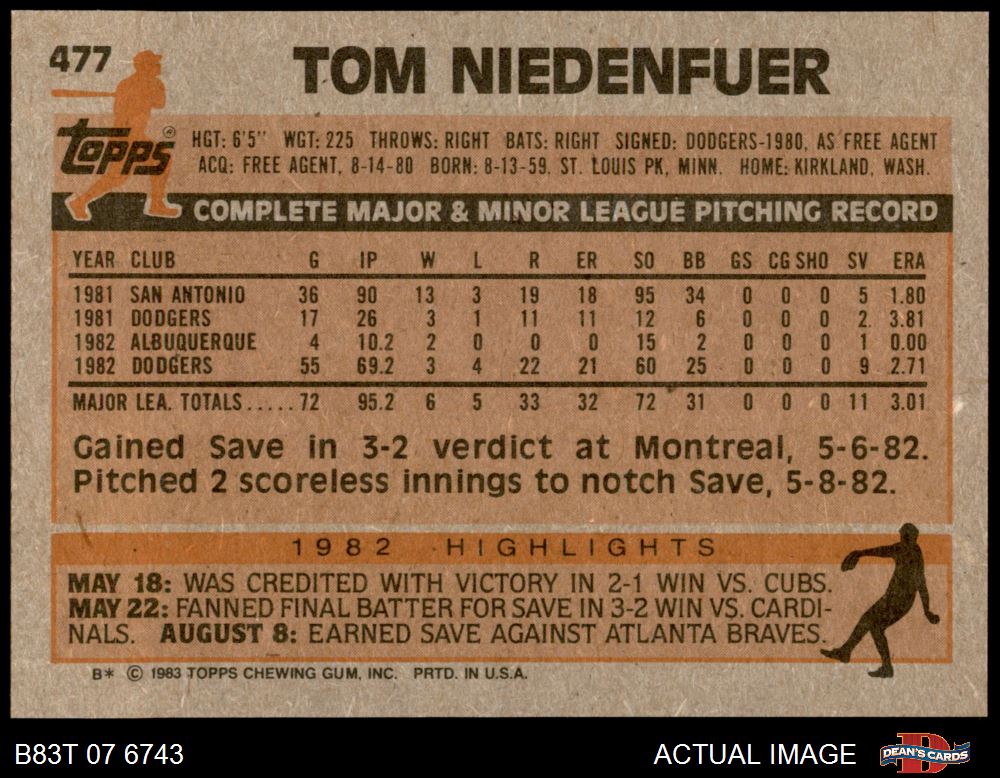 477
TOM NIEDENFUER
Topps ®
HGT: 6'5" WGT: 225 THROWS: RIGHT BATS: RIGHT SIGNED: DODGERS-1980, AS FREE AGENT
ACQ: FREE AGENT, 8-14-80 BORN: 8-13-59, ST. LOUIS PK, MINN. HOME: KIRKLAND, WASH.
COMPLETE MAJOR & MINOR LEAGUE PITCHING RECORD
YEAR CLUB G IP W L R ER SO BB GS CG SHO SV ERA
1981 SAN ANTONIO 36 90 13 3 19 18 95 34 0 0 0 5 1.80
1981 DODGERS 17 26 3 1 11 11 12 6 0 0 0 2 3.81
1982 ALBUQUERQUE 4 10.2 2 0 0 0 15 2 0 0 0 1 0.00
1982 DODGERS 55 69.2 3 4 22 21 60 25 0 0 0 9 2.71
MAJOR LEA. TOTALS.....72 95.2 6 5 33 32 72 31 0 0 0 11 3.01
Gained Save in 3-2 verdict at Montreal, 5-6-82.
Pitched 2 scoreless innings to notch Save, 5-8-82.
1982 HIGHLIGHTS
MAY 18: WAS CREDITED WITH VICTORY IN 2-1 WIN VS. CUBS.
MAY 22: FANNED FINAL BATTER FOR SAVE IN 3-2 WIN VS. CARDI-
NALS. AUGUST 8: EARNED SAVE AGAINST ATLANTA BRAVES.
B* © 1983 TOPPS CHEWING GUM, INC. PRTD. IN U.S.A.
B83T 07 6743
ACTUAL IMAGE
DEAN'S CARDS